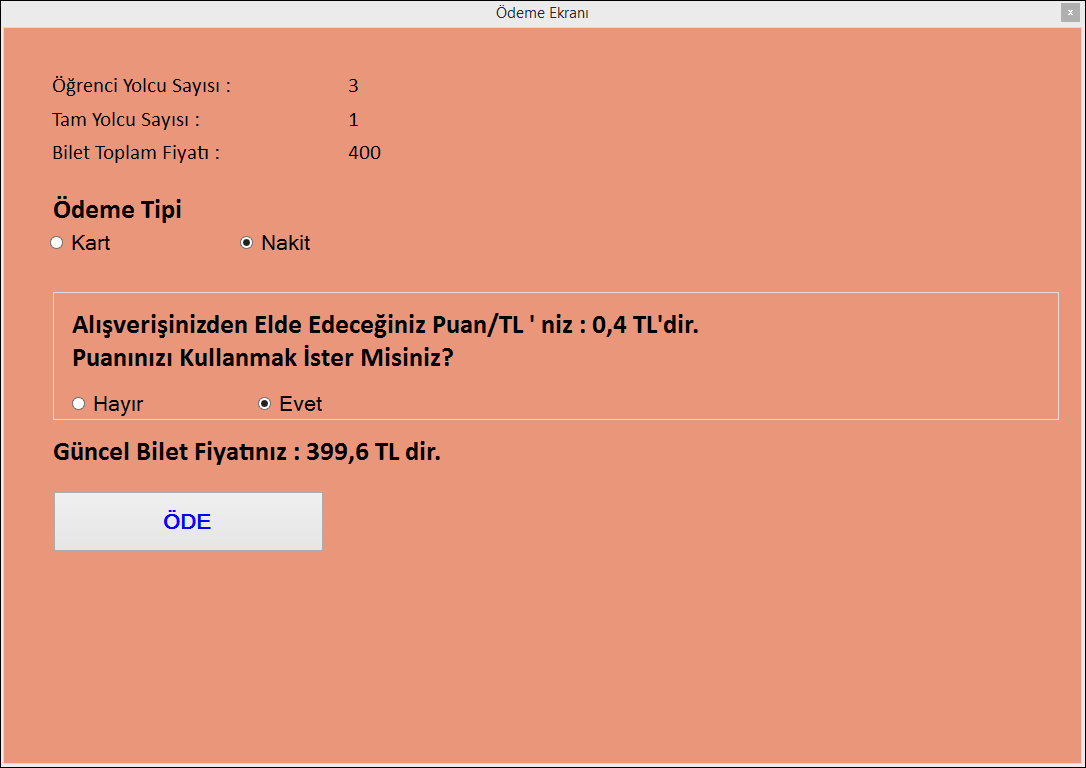 Ödeme Ekranı
x
Öğrenci Yolcu Sayısı : 3
Tam Yolcu Sayısı : 1
Bilet Toplam Fiyatı : 400
Ödeme Tipi
Kart Nakit
Alışverişinizden Elde Edeceğiniz Puan/TL ' niz : 0,4 TL'dir.
Puanınızı Kullanmak İster Misiniz?
Hayır Evet
Güncel Bilet Fiyatınız : 399,6 TL dir.
ÖDE